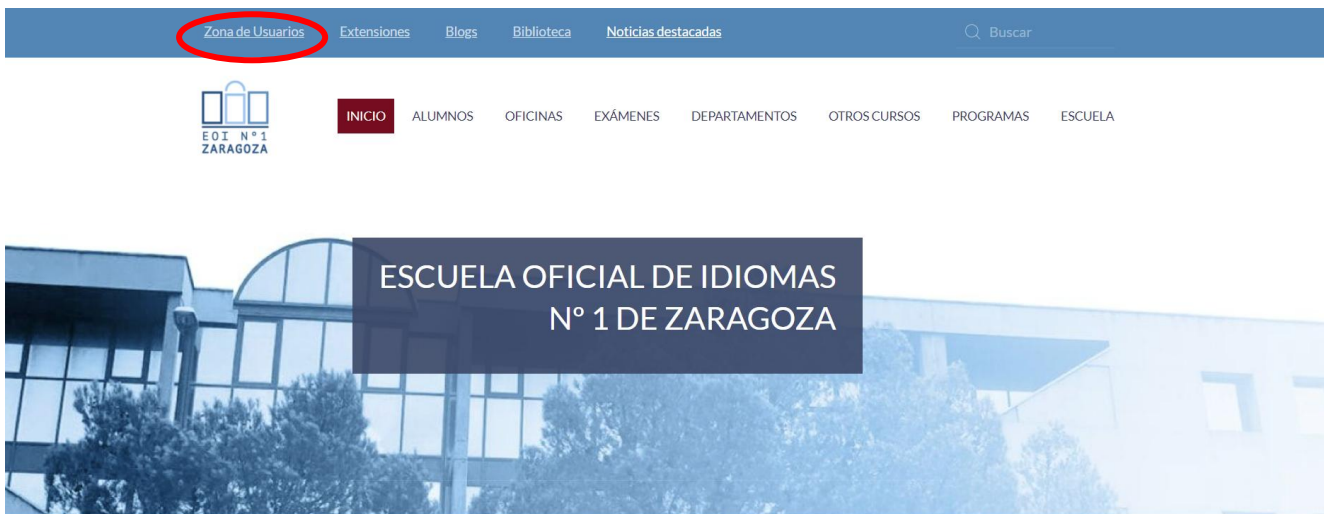 Zona de Usuarios Extensiones Blogs Biblioteca Noticias destacadas Buscar
EOI Nº1
ZARAGOZA
INICIO ALUMNOS OFICINAS EXÁMENES DEPARTAMENTOS OTROS CURSOS PROGRAMAS ESCUELA
ESCUELA OFICIAL DE IDIOMAS
Nº 1 DE ZARAGOZA